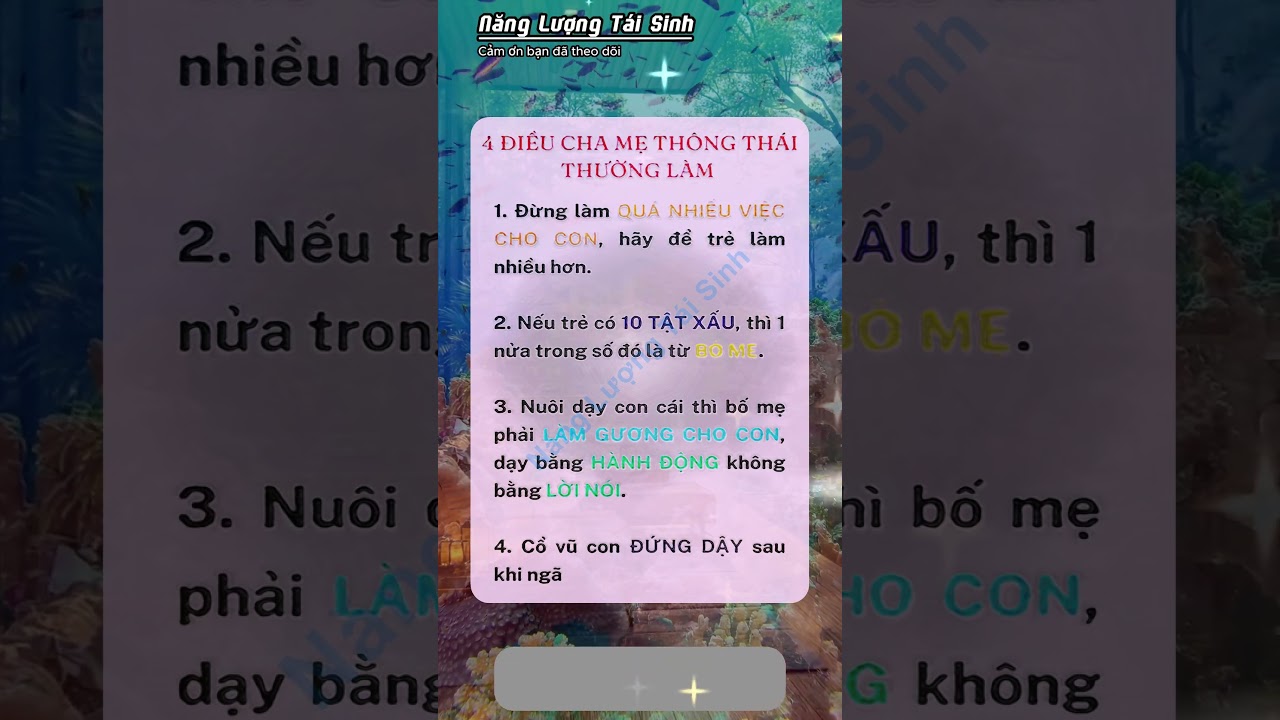 Năng Lượng Tái Sinh
Cảm ơn bạn đã theo dõi
4 ĐIỀU CHA MẸ THÔNG THÁI
THƯỜNG LÀM
1. Đừng làm QUÁ NHIỀU VIỆC
CHO CON, hãy để trẻ làm
nhiều hơn.
2. Nếu trẻ có 10 TẬT XẤU, thì 1
nửa trong số đó là từ BỐ MẸ.
3. Nuôi dạy con cái thì bố mẹ
phải LÀM GƯƠNG CHO CON,
dạy bằng HÀNH ĐỘNG không
bằng LỜI NÓI.
4. Cổ vũ con ĐỨNG DẬY sau
khi ngã
Năng Lượng Tái Sinh